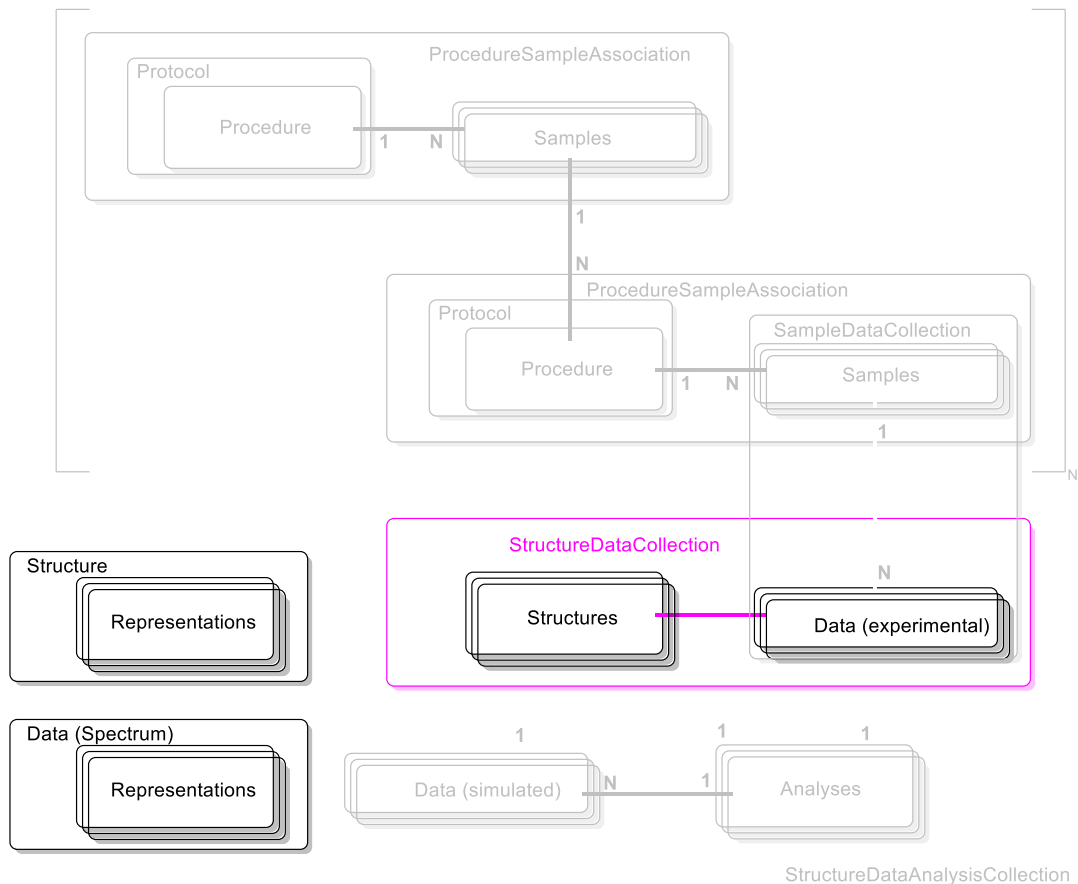 ProcedureSampleAssociation
Protocol
Procedure
1
N
Samples
1
N
ProcedureSampleAssociation
Protocol
SampleDataCollection
Procedure
1
N
Samples
1
N
StructureDataCollection
Structure
Representations
Structures
N
Data (experimental)
Data (Spectrum)
Representations
1
1
1
Data (simulated)
N
1
Analyses
StructureDataAnalysisCollection